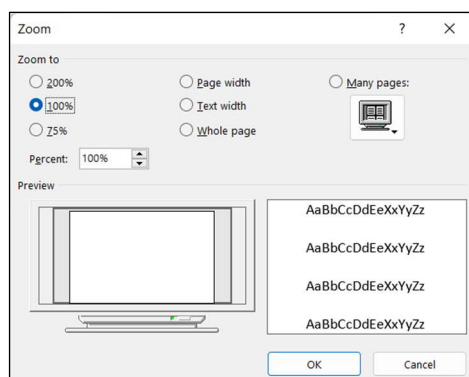 Zoom ? ×
Zoom to
200% Page width Many pages:
100% Text width
75% Whole page
Percent: 100%
Preview
AaBbCcDdEeXxYyZz
AaBbCcDdEeXxYyZz
AaBbCcDdEeXxYyZz
AaBbCcDdEeXxYyZz
OK Cancel